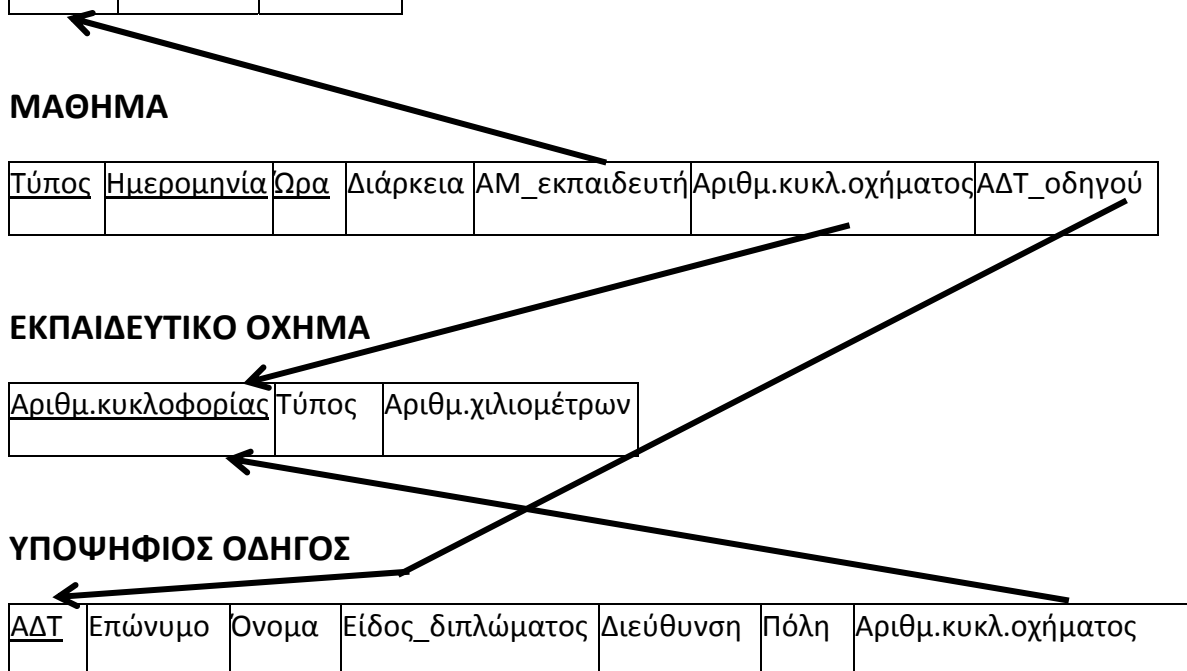 ΜΑΘΗΜΑ
Τύπος Ημερομηνία Ώρα Διάρκεια ΑΜ_εκπαιδευτή Αριθμ.κυκλ.οχήματος ΑΔΤ_οδηγού
ΕΚΠΑΙΔΕΥΤΙΚΟ ΟΧΗΜΑ
Αριθμ.κυκλοφορίας Τύπος Αριθμ.χιλιομέτρων
ΥΠΟΨΗΦΙΟΣ ΟΔΗΓΟΣ
ΑΔΤ Επώνυμο Όνομα Είδος_διπλώματος Διεύθυνση Πόλη Αριθμ.κυκλ.οχήματος